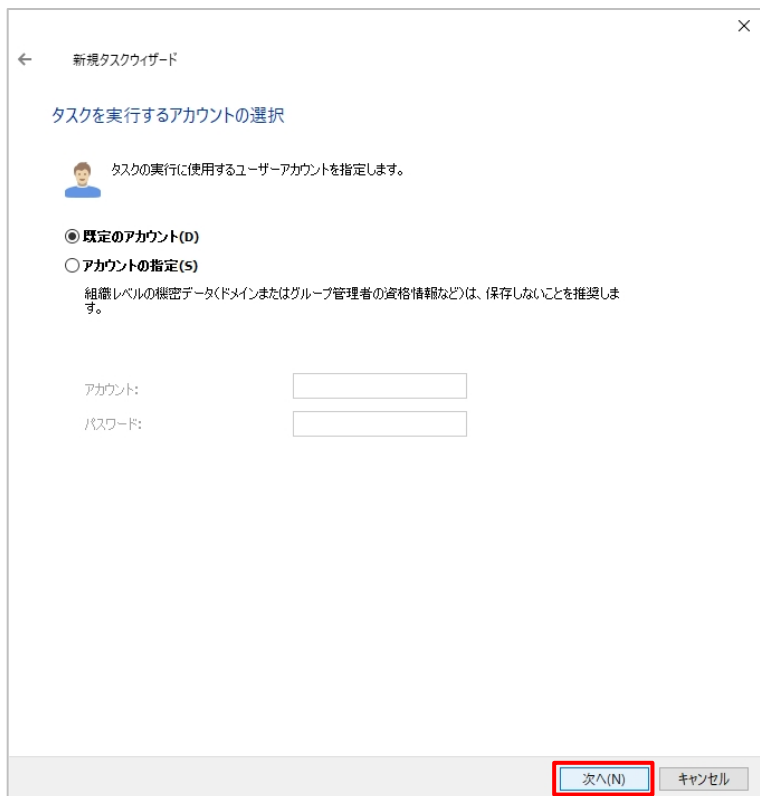 新規タスクウィザード
タスクを実行するアカウントの選択
タスクの実行に使用するユーザーアカウントを指定します。
既定のアカウント(D)
アカウントの指定(S)
組織レベルの機密データ(ドメインまたはグループ管理者の資格情報など)は、保存しないことを推奨しま
す。
アカウント:
パスワード:
次へ(N)
キャンセル